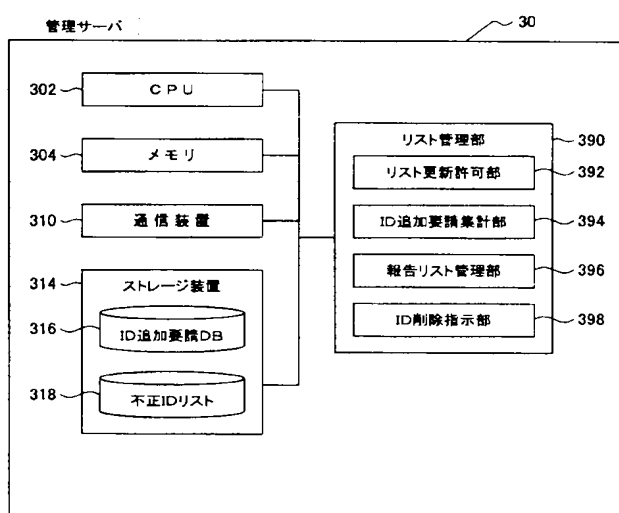 管理サーバ
30
302
CPU
304
メモリ
310
通信装置
314
ストレージ装置
316
ID追加要請DB
318
不正IDリスト
リスト管理部
390
リスト更新許可部
392
ID追加要請集計部
394
報告リスト管理部
396
ID削除指示部
398